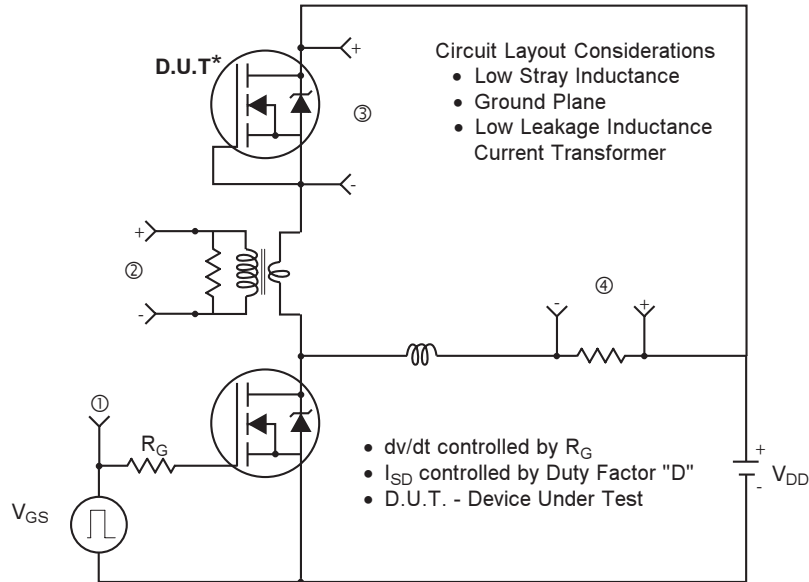 D.U.T*
+
③
-
Circuit Layout Considerations
• Low Stray Inductance
• Ground Plane
• Low Leakage Inductance
Current Transformer
+
②
-
④
-
+
①
R_G
V_GS
• dv/dt controlled by R_G
• I_SD controlled by Duty Factor "D"
• D.U.T. - Device Under Test
+
-
V_DD